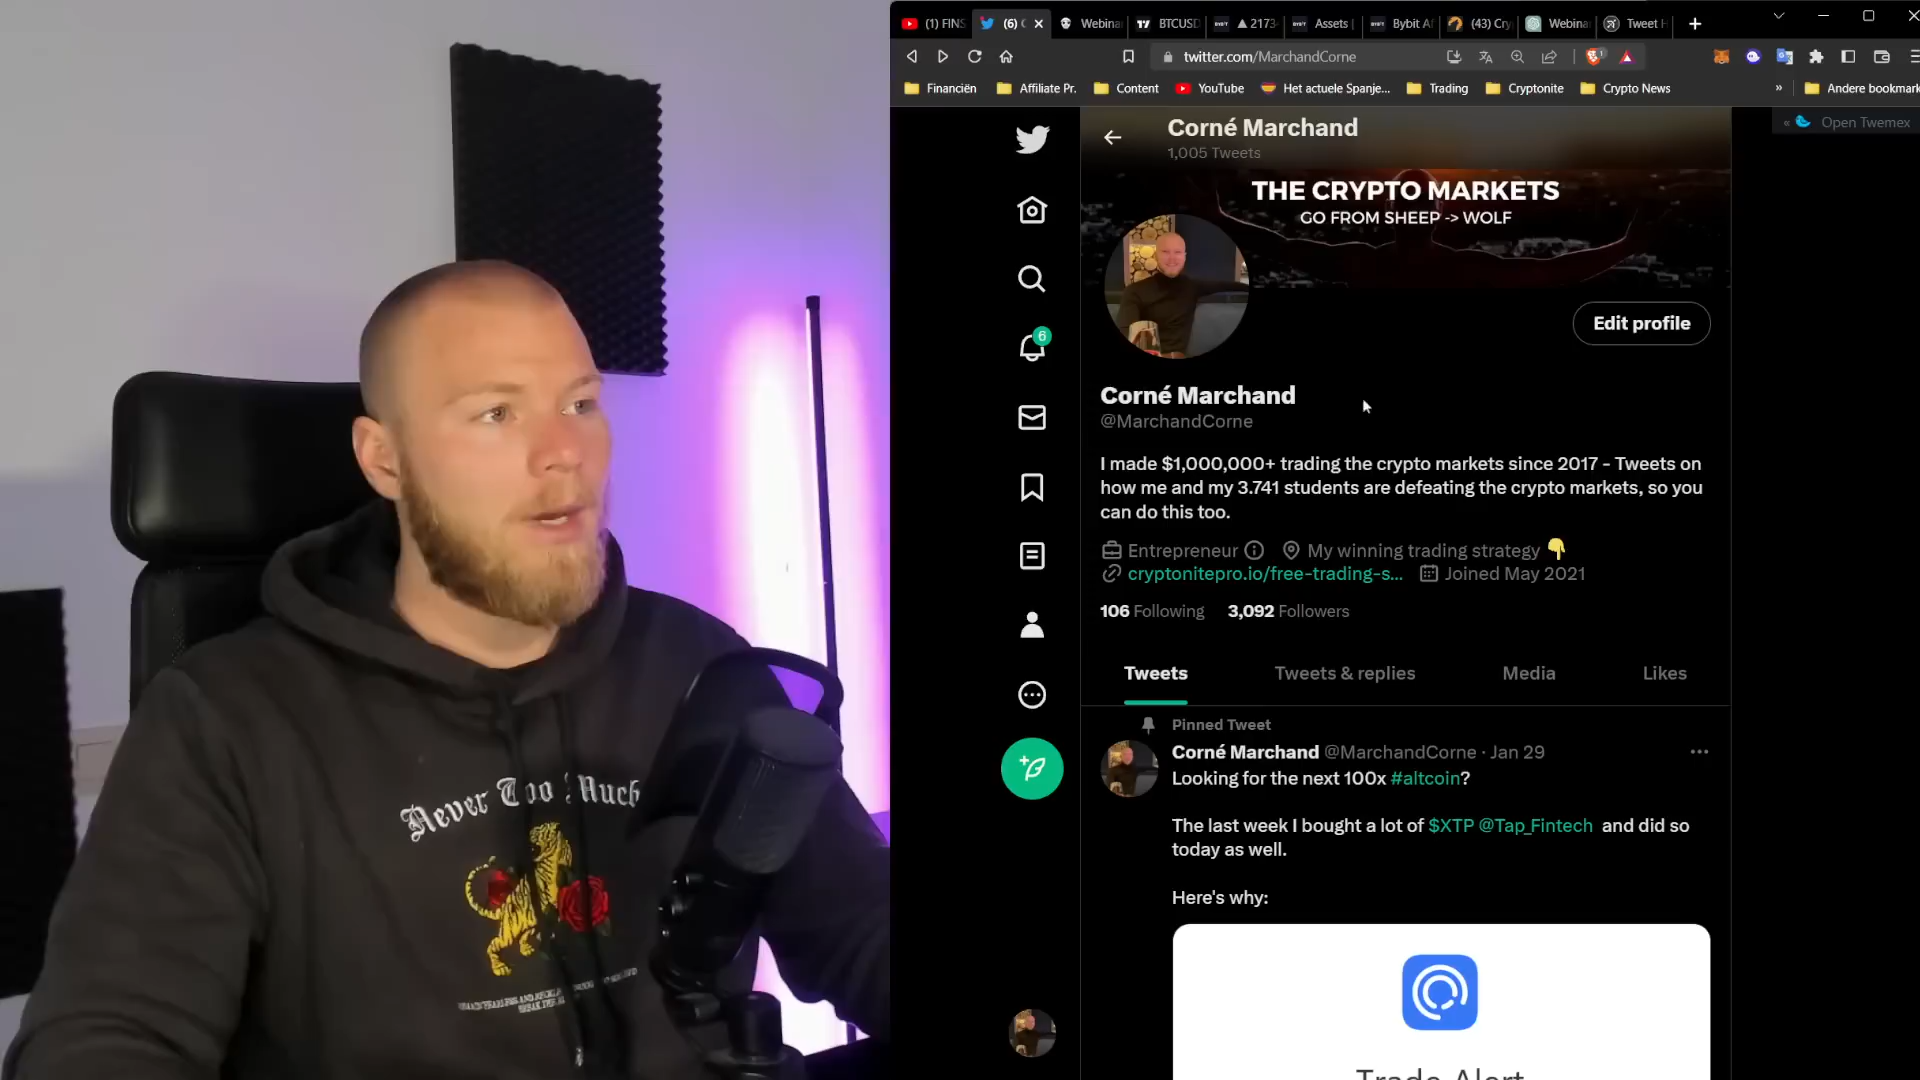 (1) FINS
(6)
Webina
BTCUSD
2173
Assets
Bybit Af
(43) Cry
Webina
Tweet H
twitter.com/MarchandCorne
Financiën
Affiliate Pr.
Content
YouTube
Het actuele Spanje...
Trading
Cryptonite
Crypto News
Andere bookmark
Corné Marchand
1,005 Tweets
Open Twemex
THE CRYPTO MARKETS
GO FROM SHEEP -> WOLF
6
Edit profile
Corné Marchand
@MarchandCorne
I made $1,000,000+ trading the crypto markets since 2017 - Tweets on
how me and my 3.741 students are defeating the crypto markets, so you
can do this too.
Entrepreneur
My winning trading strategy 👇
cryptonitepro.io/free-trading-s...
Joined May 2021
106 Following 3,092 Followers
Tweets
Tweets & replies
Media
Likes
Pinned Tweet
Corné Marchand @MarchandCorne · Jan 29
Looking for the next 100x #altcoin?
The last week I bought a lot of $XTP @Tap_Fintech and did so
today as well.
Here's why:
Trade Alert
Never Too Much